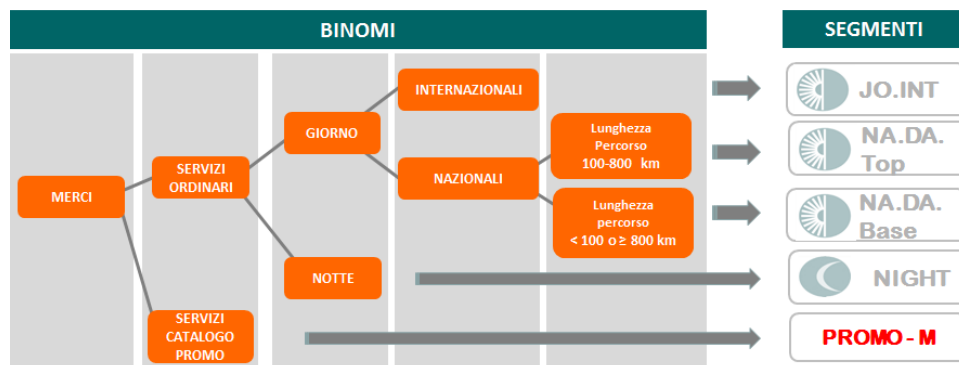 BINOMI
SEGMENTI
MERCI
SERVIZI
ORDINARI
SERVIZI
CATALOGO
PROMO
GIORNO
NOTTE
INTERNAZIONALI
NAZIONALI
Lunghezza
Percorso
100-800 km
Lunghezza
percorso
< 100 o ≥ 800 km
JO.INT
NA.DA.
Top
NA.DA.
Base
NIGHT
PROMO - M